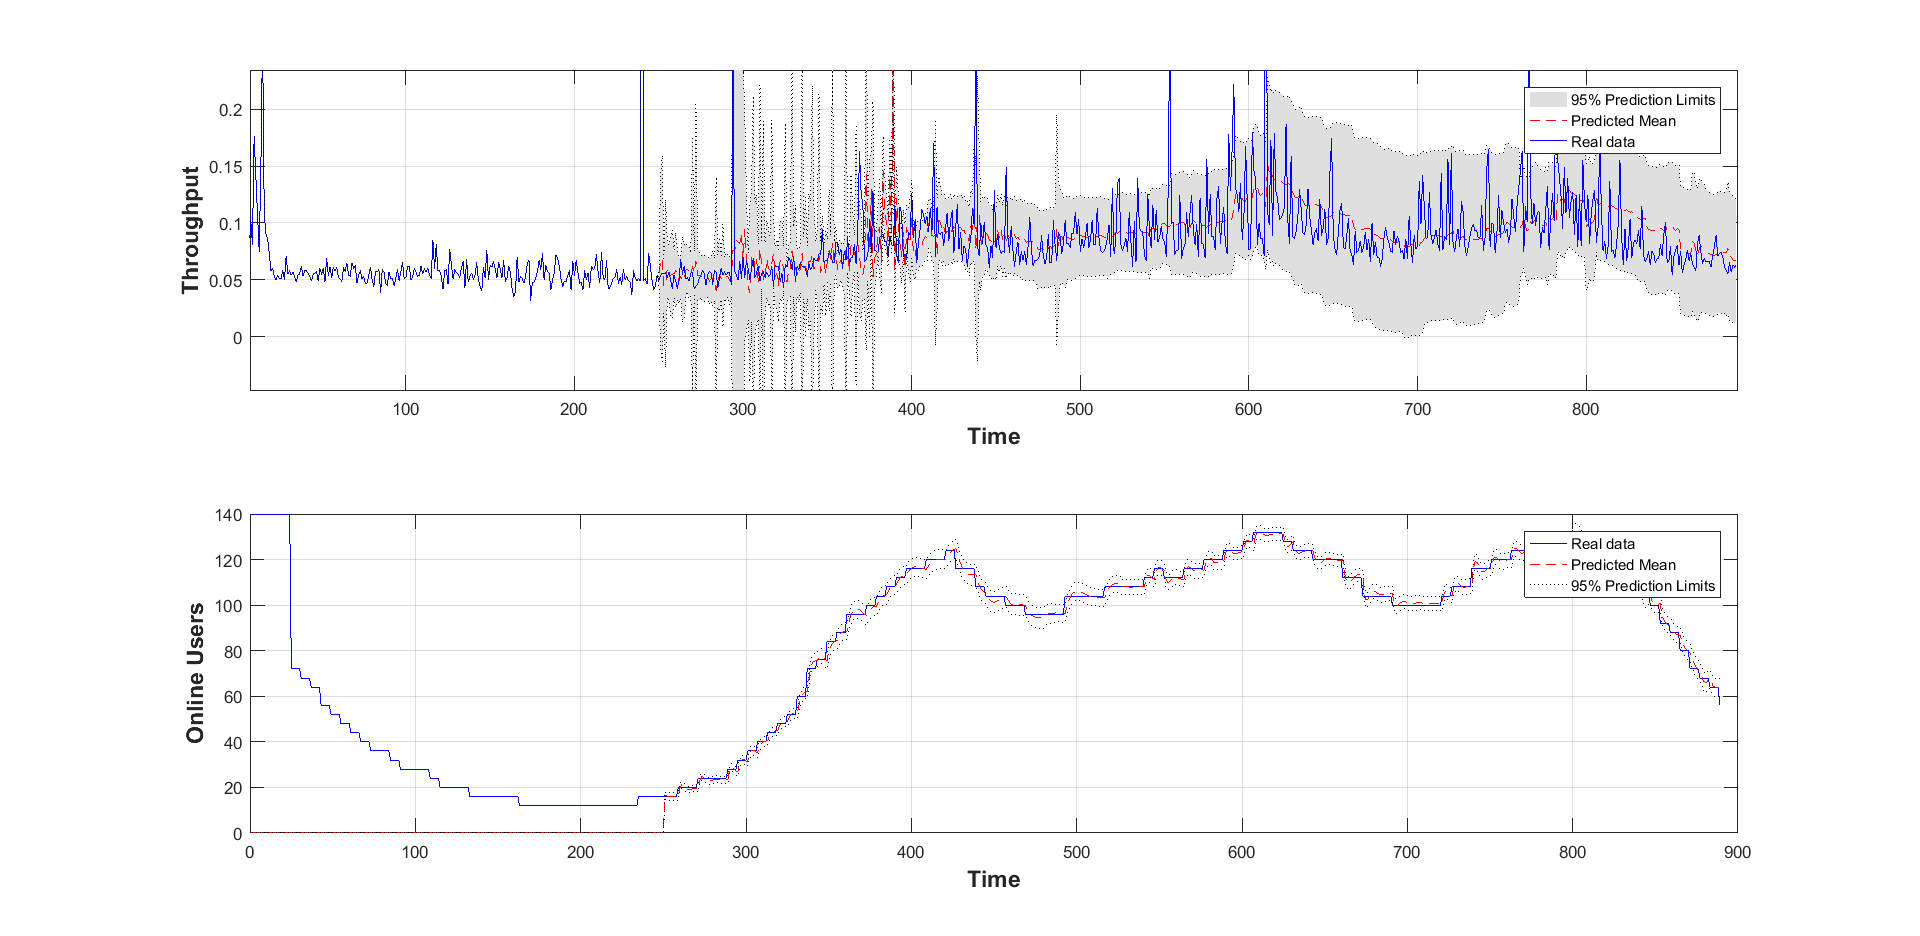 0.2
0.15
0.1
0.05
0
Throughput
95% Prediction Limits
Predicted Mean
Real data
100 200 300 400 500 600 700 800
Time
140
120
100
80
60
40
20
0
Online Users
Real data
Predicted Mean
95% Prediction Limits
0 100 200 300 400 500 600 700 800 900
Time